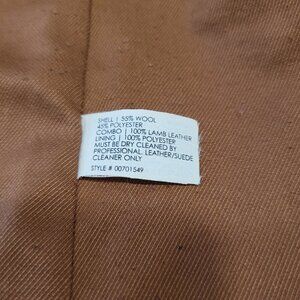 SHELL | 55% WOOL
45% POLYESTER
COMBO | 100% LAMB LEATHER
LINING | 100% POLYESTER
MUST BE DRY CLEANED BY
PROFESSIONAL LEATHER/SUEDE
CLEANER ONLY
STYLE # 00701549